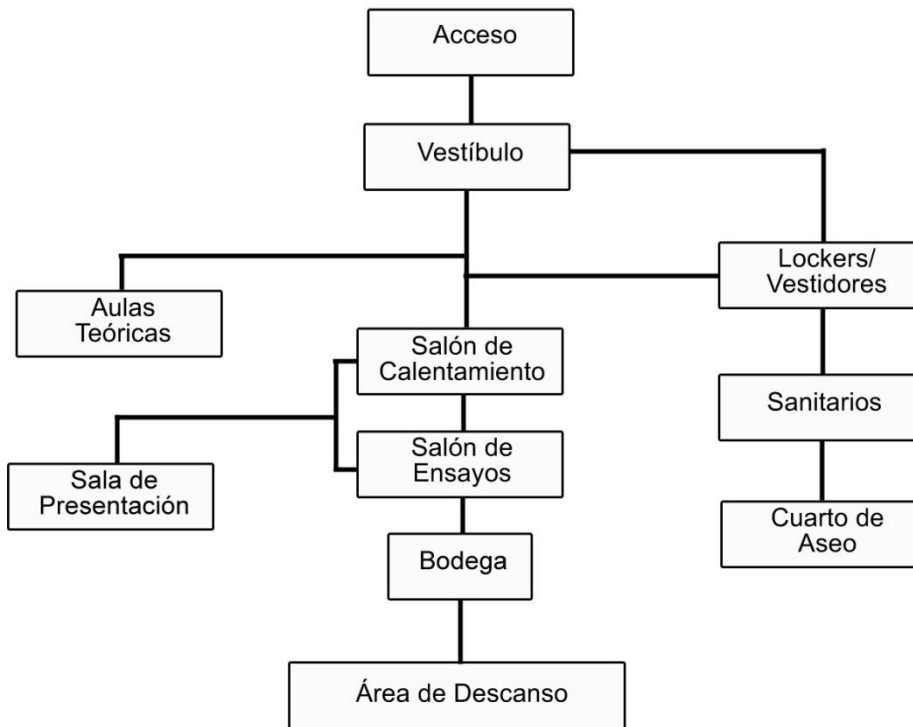 Acceso
Vestíbulo
Lockers/
Vestidores
Aulas
Teóricas
Salón de
Calentamiento
Sanitarios
Salón de
Ensayos
Sala de
Presentación
Cuarto de
Aseo
Bodega
Área de Descanso